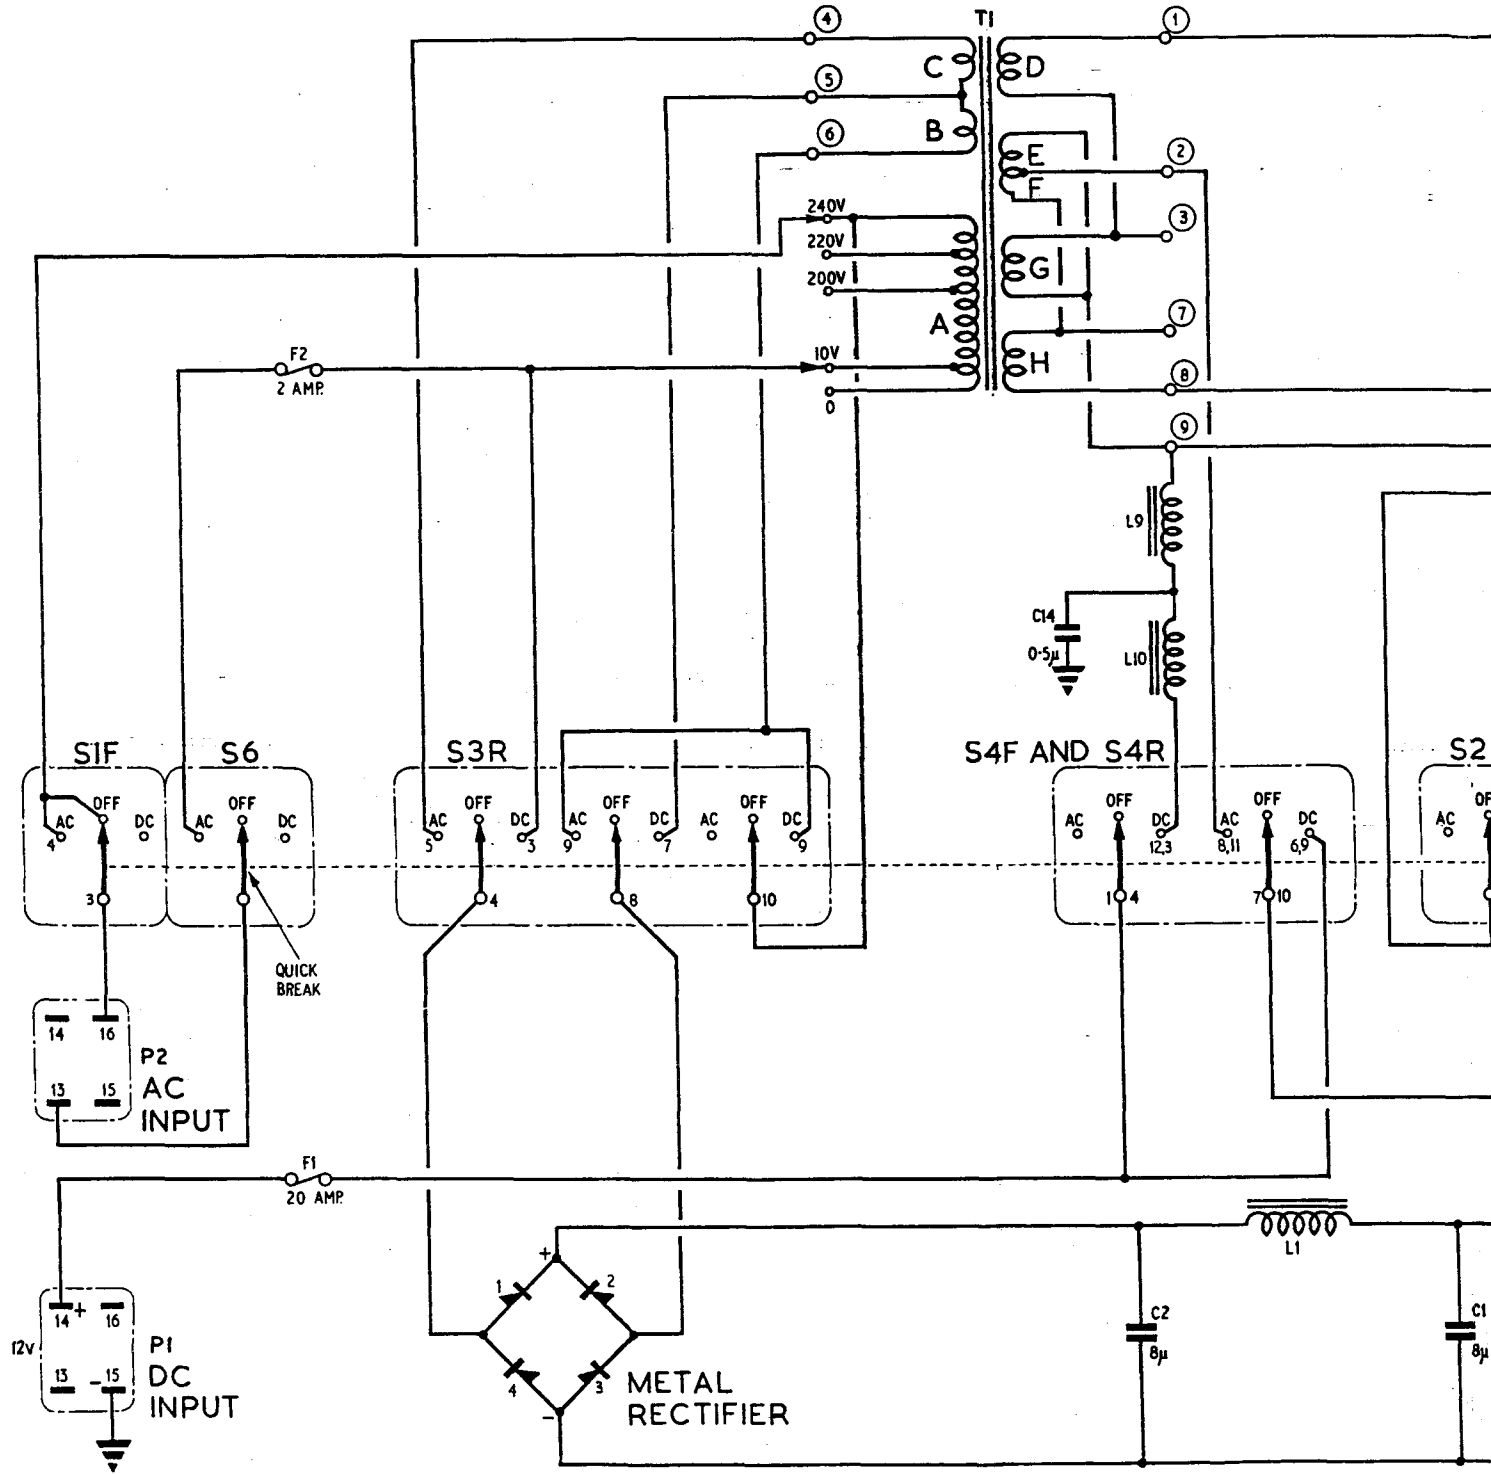 4 T1 1
C D
5
B E 2
6 F
240V 3
220V
200V G
A 7
10V H
0 8
F2
2 AMP.
9
L9
C14
0·5µ L10
S1F S6 S3R S4F AND S4R S2
AC OFF DC AC OFF DC AC OFF DC AC OFF DC AC OFF DC AC OFF DC AC OFF DC AC
4 5 3 9 7 9 12,3 8,11 6,9
3 4 8 10 1 4 7 10
QUICK
BREAK
14 16
P2
13 15 AC
INPUT
F1
20 AMP.
L1
+
1 2
14 + 16 C2 C1
12V P1 8µ 8µ
13 - 15 DC 4 3 METAL
INPUT - RECTIFIER